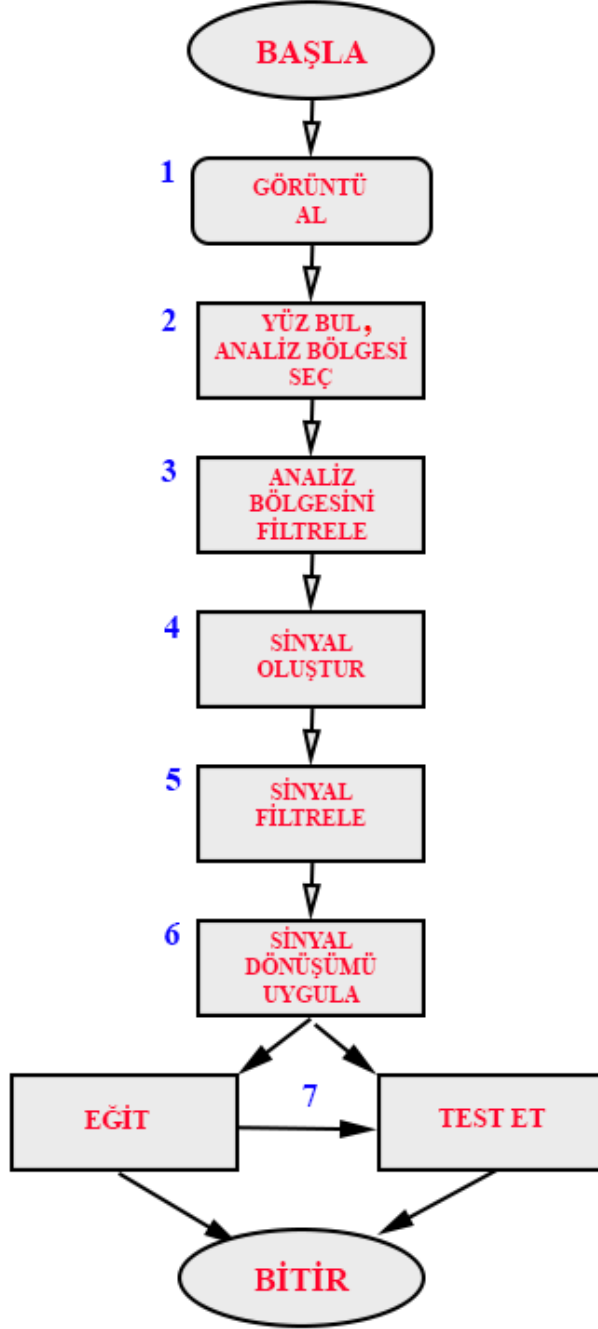 BAŞLA
1
GÖRÜNTÜ
AL
2
YÜZ BUL,
ANALİZ BÖLGESİ
SEÇ
3
ANALİZ
BÖLGESİNİ
FİLTRELE
4
SİNYAL
OLUŞTUR
5
SİNYAL
FİLTRELE
6
SİNYAL
DÖNÜŞÜMÜ
UYGULA
EĞİT
7
TEST ET
BİTİR